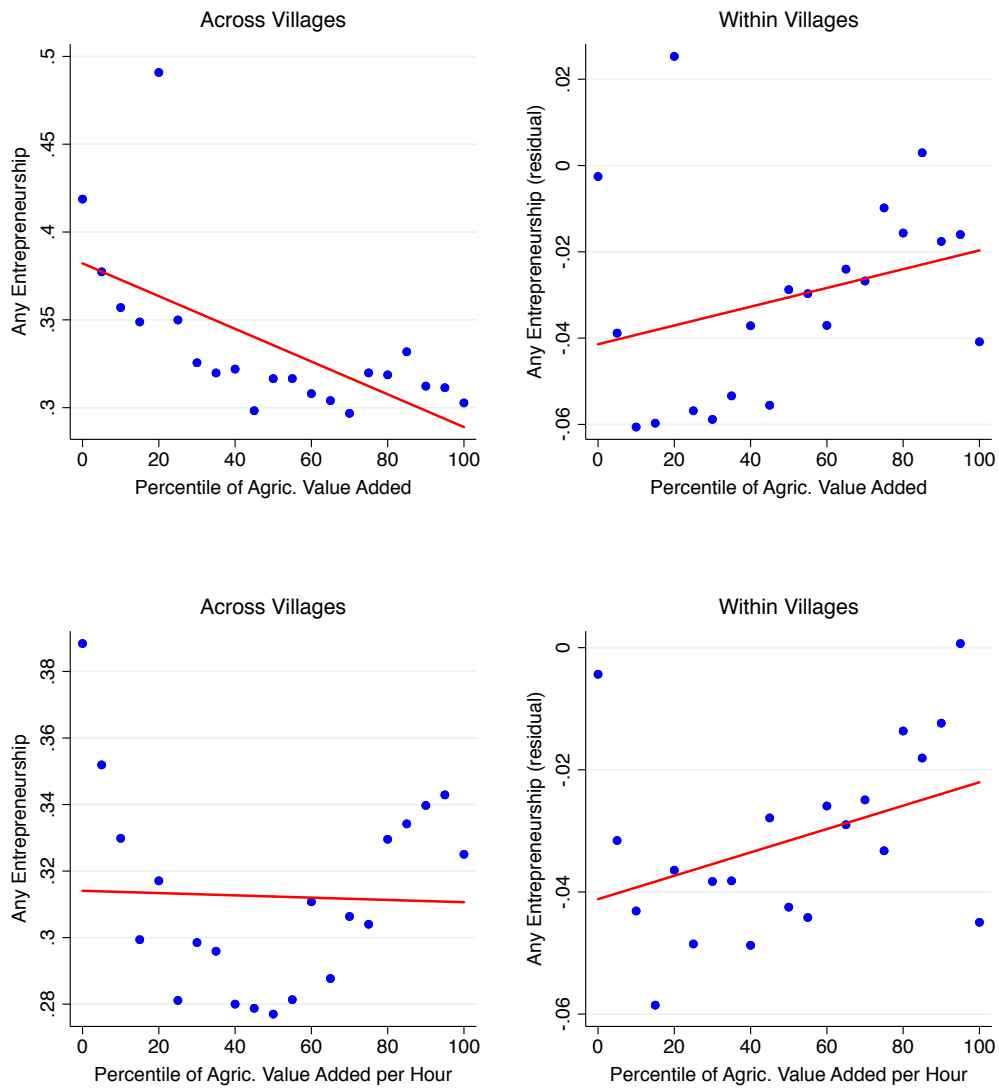 Across Villages
Any Entrepreneurship
.5
.45
.4
.35
.3
0 20 40 60 80 100
Percentile of Agric. Value Added
Within Villages
Any Entrepreneurship (residual)
.02
0
-.02
-.04
-.06
0 20 40 60 80 100
Percentile of Agric. Value Added
Across Villages
Any Entrepreneurship
.38
.36
.34
.32
.3
.28
0 20 40 60 80 100
Percentile of Agric. Value Added per Hour
Within Villages
Any Entrepreneurship (residual)
0
-.02
-.04
-.06
0 20 40 60 80 100
Percentile of Agric. Value Added per Hour